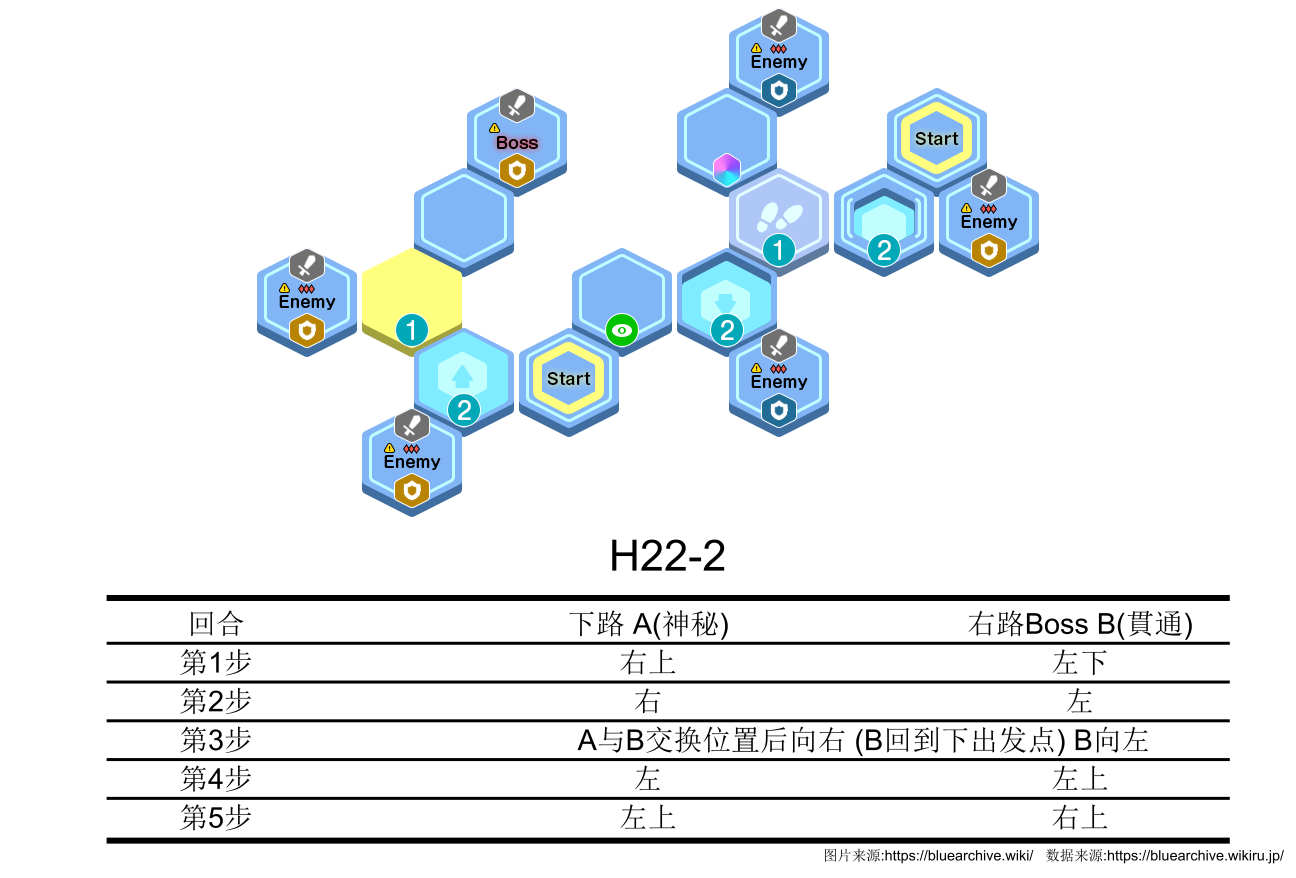 Enemy
Boss
Start
Enemy
1
2
Enemy
1
2
Enemy
Start
2
Enemy
Enemy
H22-2
回合 下路 A(神秘) 右路Boss B(貫通)
第1步 右上 左下
第2步 右 左
第3步 A与B交换位置后向右 (B回到下出发点) B向左
第4步 左 左上
第5步 左上 右上
图片来源:https://bluearchive.wiki/ 数据来源:https://bluearchive.wikiru.jp/